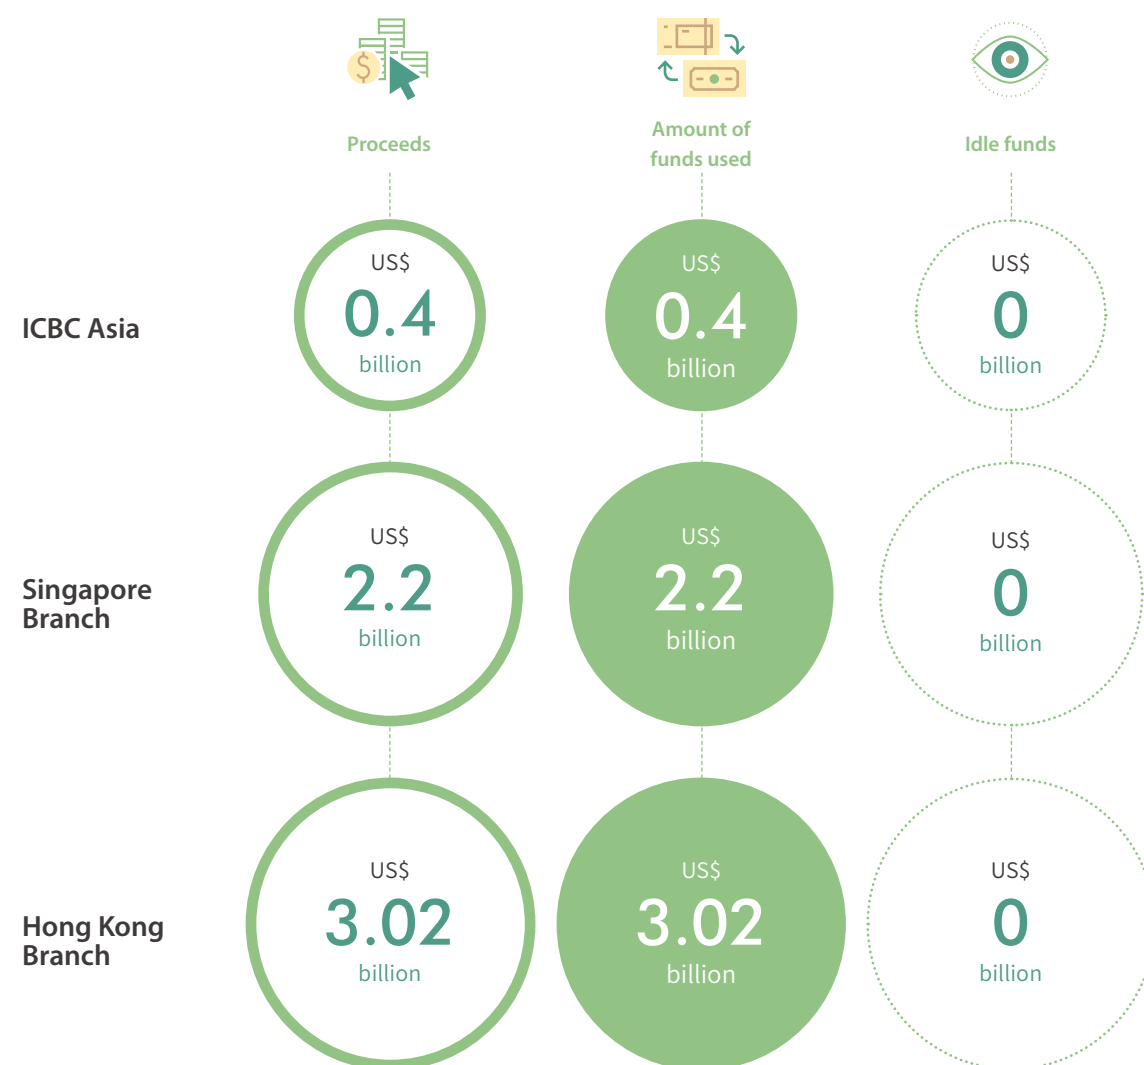 Proceeds
Amount of
funds used
Idle funds
ICBC Asia
US$
0.4
billion
US$
0.4
billion
US$
0
billion
Singapore
Branch
US$
2.2
billion
US$
2.2
billion
US$
0
billion
Hong Kong
Branch
US$
3.02
billion
US$
3.02
billion
US$
0
billion